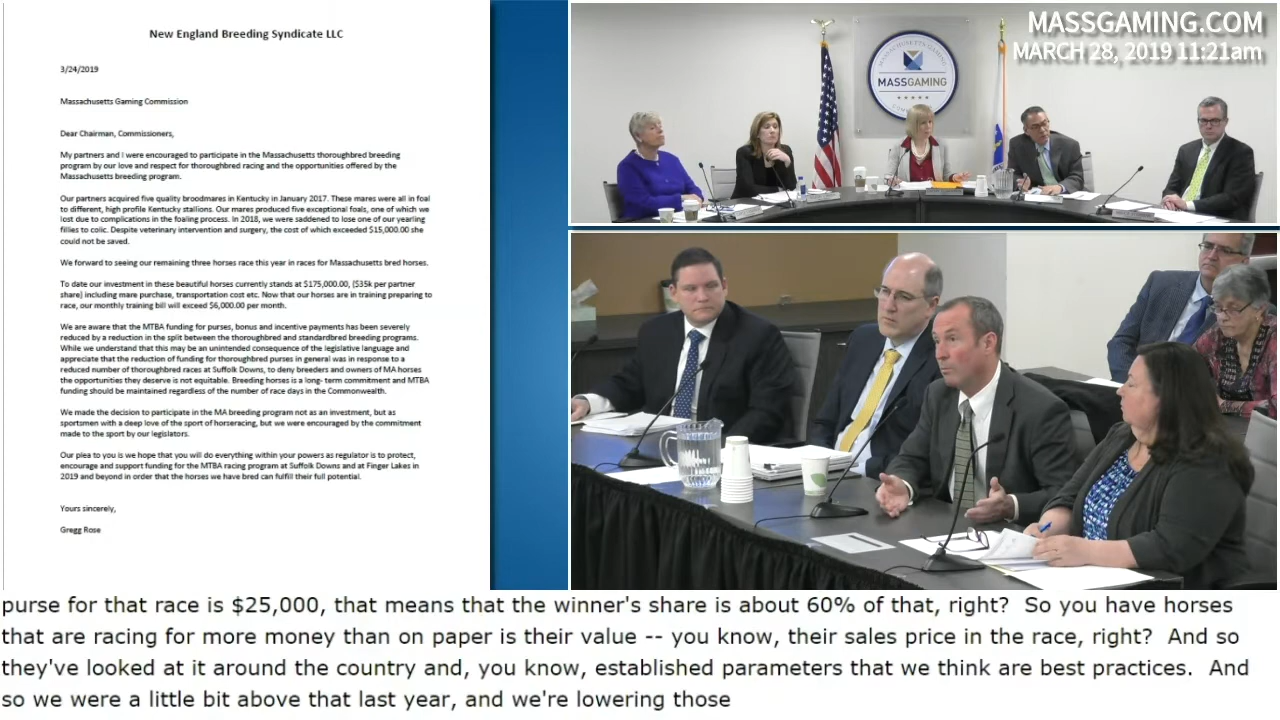 New England Breeding Syndicate LLC
3/24/2019
Massachusetts Gaming Commission
Dear Chairman, Commissioners,
My partners and I were encouraged to participate in the Massachusetts thoroughbred breeding
program by our love and respect for thoroughbred racing and the opportunities offered by the
Massachusetts breeding program.
Our partners acquired five quality broodmares in Kentucky in January 2017. These mares were all in foal
to different, high profile Kentucky stallions. Our mares produced five exceptional foals, one of which we
lost due to complications in the foaling process. In 2018, we were saddened to lose one of our yearling
fillies to colic. Despite veterinary intervention and surgery, the cost of which exceeded $15,000.00 she
could not be saved.
We forward to seeing our remaining three horses race this year in races for Massachusetts bred horses.
To date our investment in these beautiful horses currently stands at $175,000.00, ($35k per partner
share) including mare purchase, transportation cost etc. Now that our horses are in training preparing to
race, our monthly training bill will exceed $6,000.00 per month.
We are aware that the MTBA funding for purses, bonus and incentive payments has been severely
reduced by a reduction in the split between the thoroughbred and standardbred breeding programs.
While we understand that this may be an unintended consequence of the legislative language and
appreciate that the reduction of funding for thoroughbred purses in general was in response to a
reduced number of thoroughbred races at Suffolk Downs, to deny breeders and owners of MA horses
the opportunities they deserve is not equitable. Breeding horses is a long- term commitment and MTBA
funding should be maintained regardless of the number of race days in the Commonwealth.
We made the decision to participate in the MA breeding program not as an investment, but as
sportsmen with a deep love of the sport of horseracing, but we were encouraged by the commitment
made to the sport by our legislators.
Our plea to you is we hope that you will do everything within your powers as regulator is to protect,
encourage and support funding for the MTBA racing program at Suffolk Downs and at Finger Lakes in
2019 and beyond in order that the horses we have bred can fulfill their full potential.
Yours sincerely,
Gregg Rose
MASSGAMING.COM
MARCH 28, 2019 11:21am
MASSACHUSETTS GAMING
MASSGAMING
purse for that race is $25,000, that means that the winner's share is about 60% of that, right?  So you have horses
that are racing for more money than on paper is their value -- you know, their sales price in the race, right?  And so
they've looked at it around the country and, you know, established parameters that we think are best practices.  And
so we were a little bit above that last year, and we're lowering those